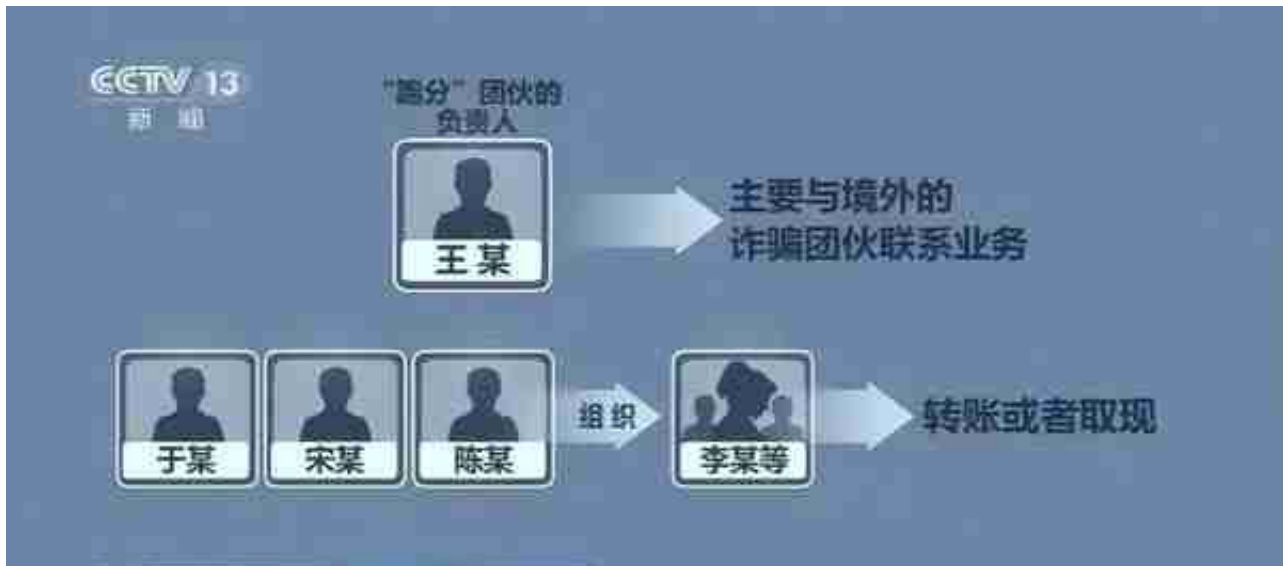 CCTV 13
新 闻
“跑分”团伙的
负责人
王某
主要与境外的
诈骗团伙联系业务
于某 宋某 陈某 组织 李某等 转账或者取现